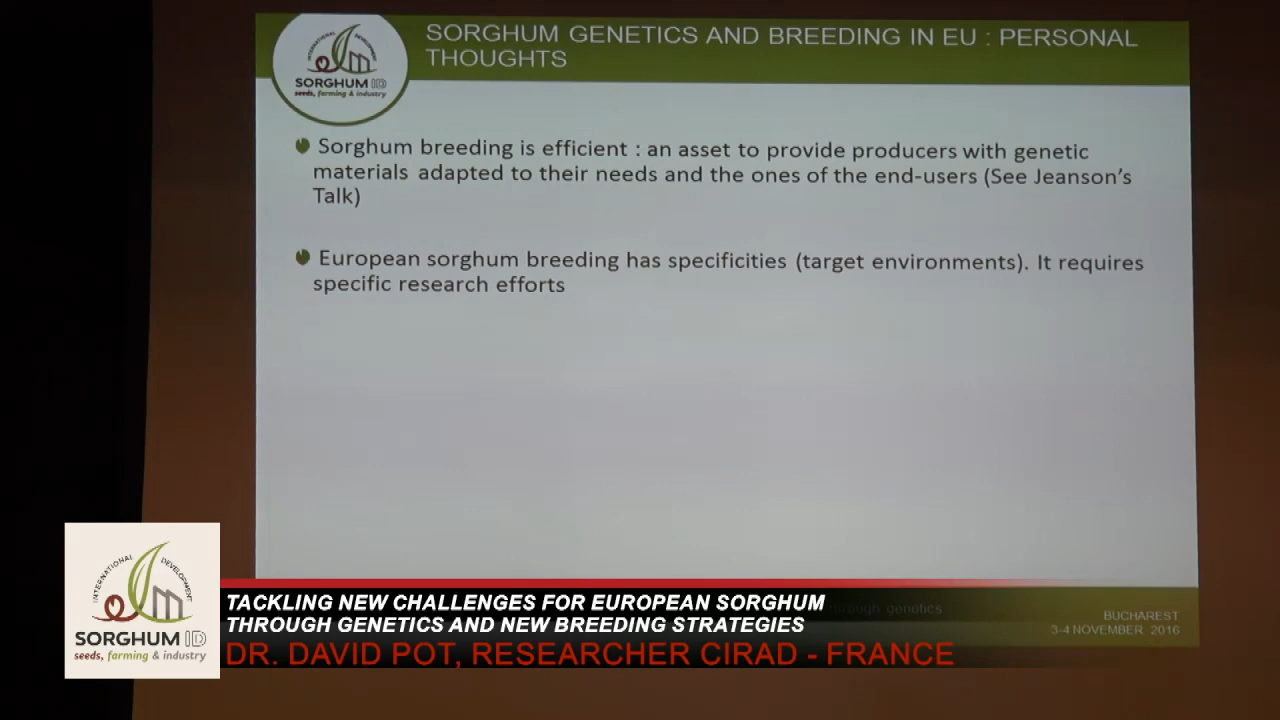 INTERNATIONAL DEVELOPMENT
SORGHUM ID
seeds, farming & industry
SORGHUM GENETICS AND BREEDING IN EU : PERSONAL
THOUGHTS
Sorghum breeding is efficient : an asset to provide producers with genetic
materials adapted to their needs and the ones of the end-users (See Jeanson's
Talk)
European sorghum breeding has specificities (target environments). It requires
specific research efforts
through genetics
BUCHAREST
3-4 NOVEMBER 2016
INTERNATIONAL DEVELOPMENT
SORGHUM ID
seeds, farming & industry
TACKLING NEW CHALLENGES FOR EUROPEAN SORGHUM
THROUGH GENETICS AND NEW BREEDING STRATEGIES
DR. DAVID POT, RESEARCHER CIRAD - FRANCE